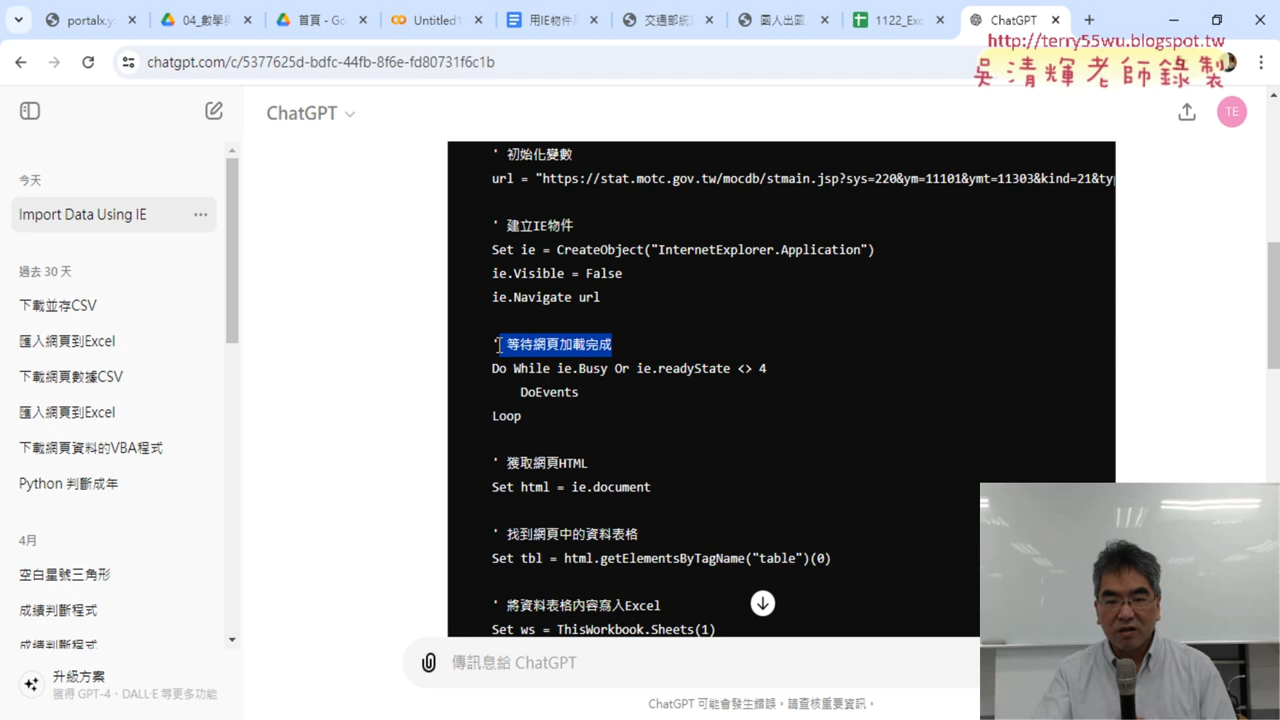 portalx.y
04_數學與
首頁 - Go
Untitled
用IE物件
交通部統
國人出國
1122_Exc
ChatGPT
http://terry55wu.blogspot.tw
chatgpt.com/c/5377625d-bdfc-44fb-8f6e-fd80731f6c1b
吳清輝老師錄製
ChatGPT
TE
今天
Import Data Using IE
過去 30 天
下載並存CSV
匯入網頁到Excel
下載網頁數據CSV
匯入網頁到Excel
下載網頁資料的VBA程式
Python 判斷成年
4月
空白星號三角形
成績判斷程式
成績判斷程式
升級方案
獲得 GPT-4、DALL·E 等更多功能
' 初始化變數
url = "https://stat.motc.gov.tw/mocdb/stmain.jsp?sys=220&ym=11101&ymt=11303&kind=21&typ
' 建立IE物件
Set ie = CreateObject("InternetExplorer.Application")
ie.Visible = False
ie.Navigate url
' 等待網頁加載完成
Do While ie.Busy Or ie.readyState <> 4
DoEvents
Loop
' 獲取網頁HTML
Set html = ie.document
' 找到網頁中的資料表格
Set tbl = html.getElementsByTagName("table")(0)
' 將資料表格內容寫入Excel
Set ws = ThisWorkbook.Sheets(1)
傳訊息給 ChatGPT
ChatGPT 可能會發生錯誤。請查核重要資訊。